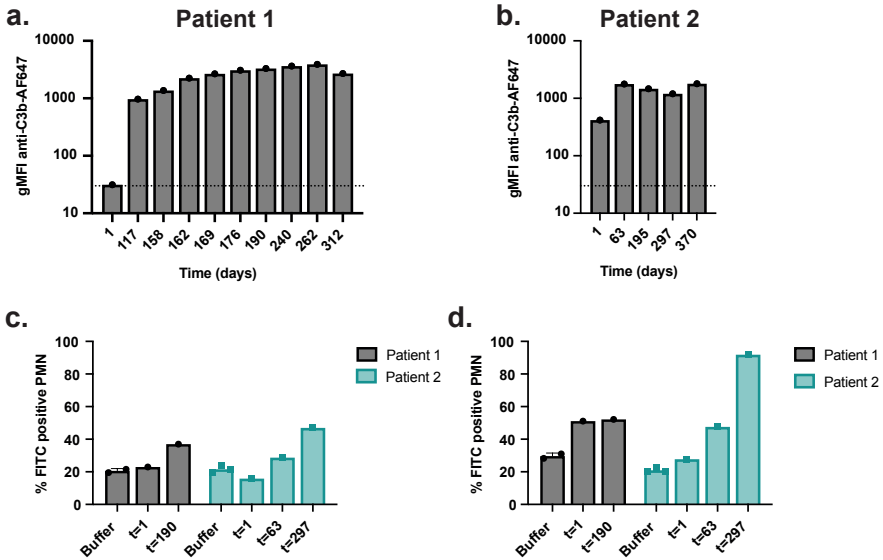 a.
Patient 1
gMFI anti-C3b-AF647
10000
1000
100
10
1
117
158
162
169
176
190
240
262
312
Time (days)
b.
Patient 2
gMFI anti-C3b-AF647
10000
1000
100
10
1
63
195
297
370
Time (days)
c.
% FITC positive PMN
100
80
60
40
20
0
Buffer
t=1
t=190
Buffer
t=1
t=63
t=297
Patient 1
Patient 2
d.
% FITC positive PMN
100
80
60
40
20
0
Buffer
t=1
t=190
Buffer
t=1
t=63
t=297
Patient 1
Patient 2